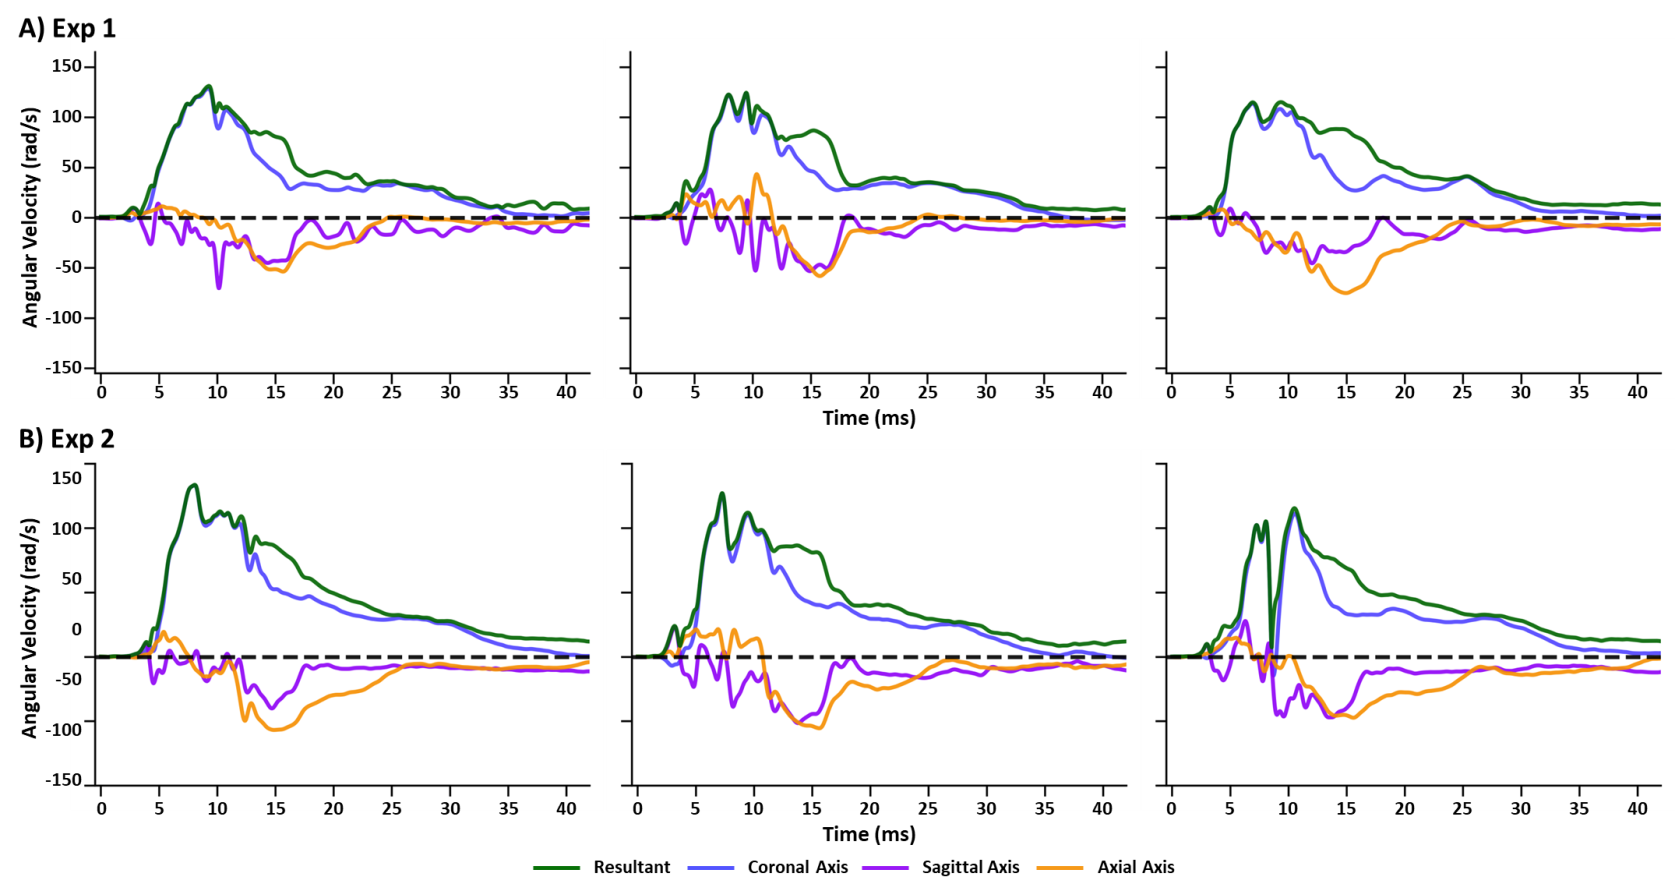 A) Exp 1
Angular Velocity (rad/s)
150
100
50
0
-50
-100
-150
0 5 10 15 20 25 30 35 40
0 5 10 15 20 25 30 35 40
0 5 10 15 20 25 30 35 40
Time (ms)
B) Exp 2
Angular Velocity (rad/s)
150
100
50
0
-50
-100
-150
0 5 10 15 20 25 30 35 40
0 5 10 15 20 25 30 35 40
0 5 10 15 20 25 30 35 40
Time (ms)
Resultant Coronal Axis Sagittal Axis Axial Axis